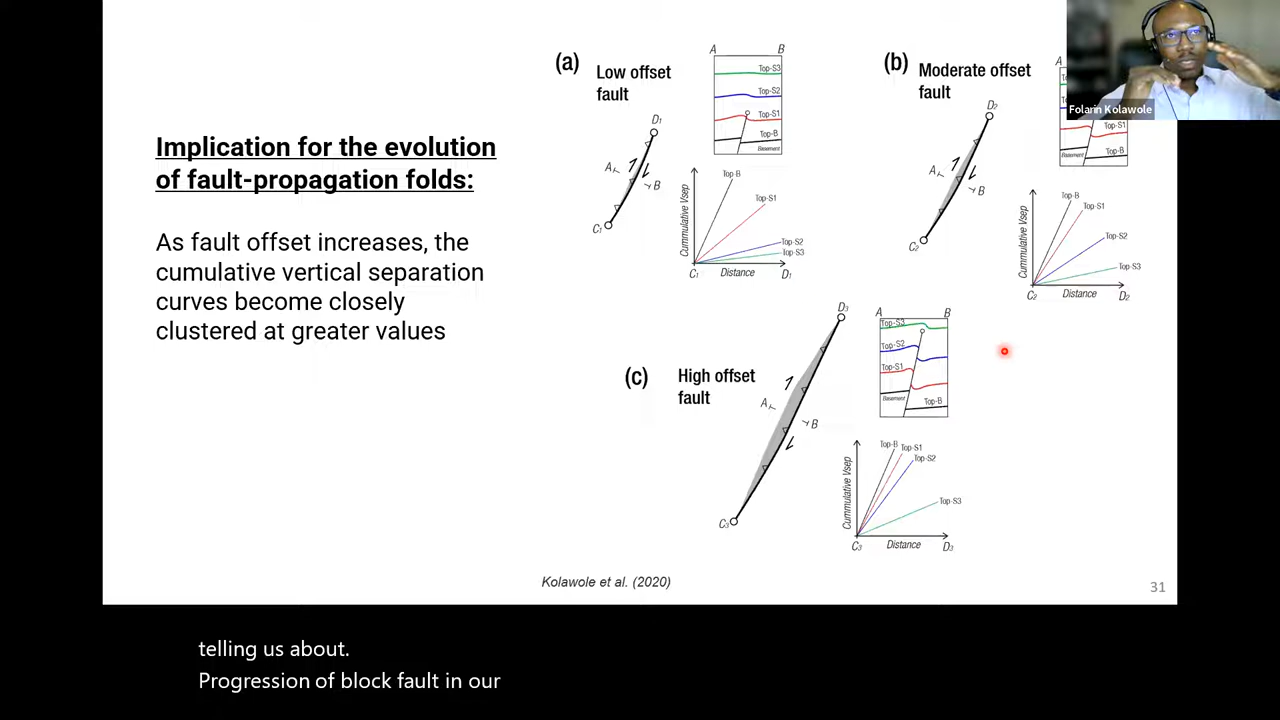 Implication for the evolution
of fault-propagation folds:
As fault offset increases, the
cumulative vertical separation
curves become closely
clustered at greater values
(a)
Low offset
fault
D1
A
B
C1
A
B
Top-S3
Top-S2
Top-S1
Top-B
Basement
Cummulative Vsep
Top-B
Top-S1
Top-S2
Top-S3
C1
Distance
D1
(b)
Moderate offset
fault
D2
A
B
C2
A
Top-S1
Basement
Top-B
Cummulative Vsep
Top-B
Top-S1
Top-S2
Top-S3
C2
Distance
D2
Folarin Kolawole
(c)
High offset
fault
D3
A
B
C3
A
B
Top-S3
Top-S2
Top-S1
Basement
Top-B
Cummulative Vsep
Top-B
Top-S1
Top-S2
Top-S3
C3
Distance
D3
Kolawole et al. (2020)
31
telling us about.
Progression of block fault in our